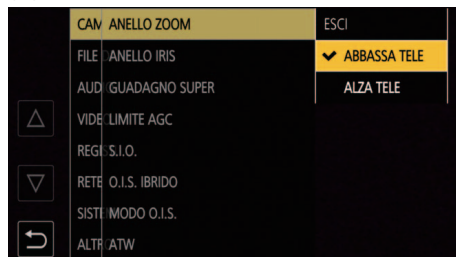 CAM ANELLO ZOOM ESCI
FILE ANELLO IRIS ✔ ABBASSA TELE
AUD GUADAGNO SUPER ALZA TELE
VIDE LIMITE AGC
REGI S.I.O.
RETE O.I.S. IBRIDO
SISTE MODO O.I.S.
ALTR ATW